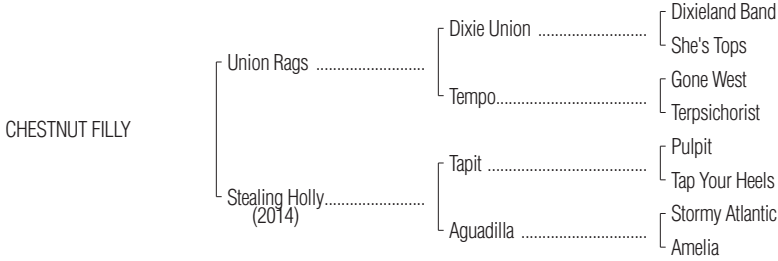 Dixieland Band
Dixie Union ..........................
She's Tops
Union Rags ..........................
Gone West
Tempo....................................
Terpsichorist
CHESTNUT FILLY
Pulpit
Tapit ......................................
Tap Your Heels
Stealing Holly........................
(2014)
Stormy Atlantic
Aguadilla ..............................
Amelia